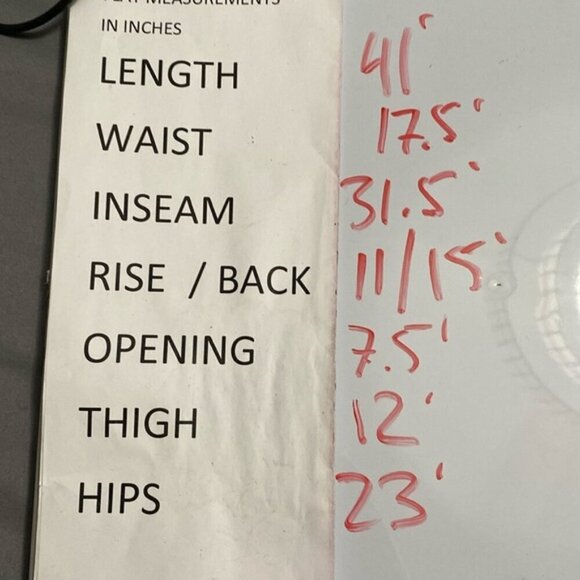 MEASUREMENTS
IN INCHES
LENGTH 41'
WAIST 17.5'
INSEAM 31.5'
RISE / BACK 11/15'
OPENING 7.5'
THIGH 12'
HIPS 23'